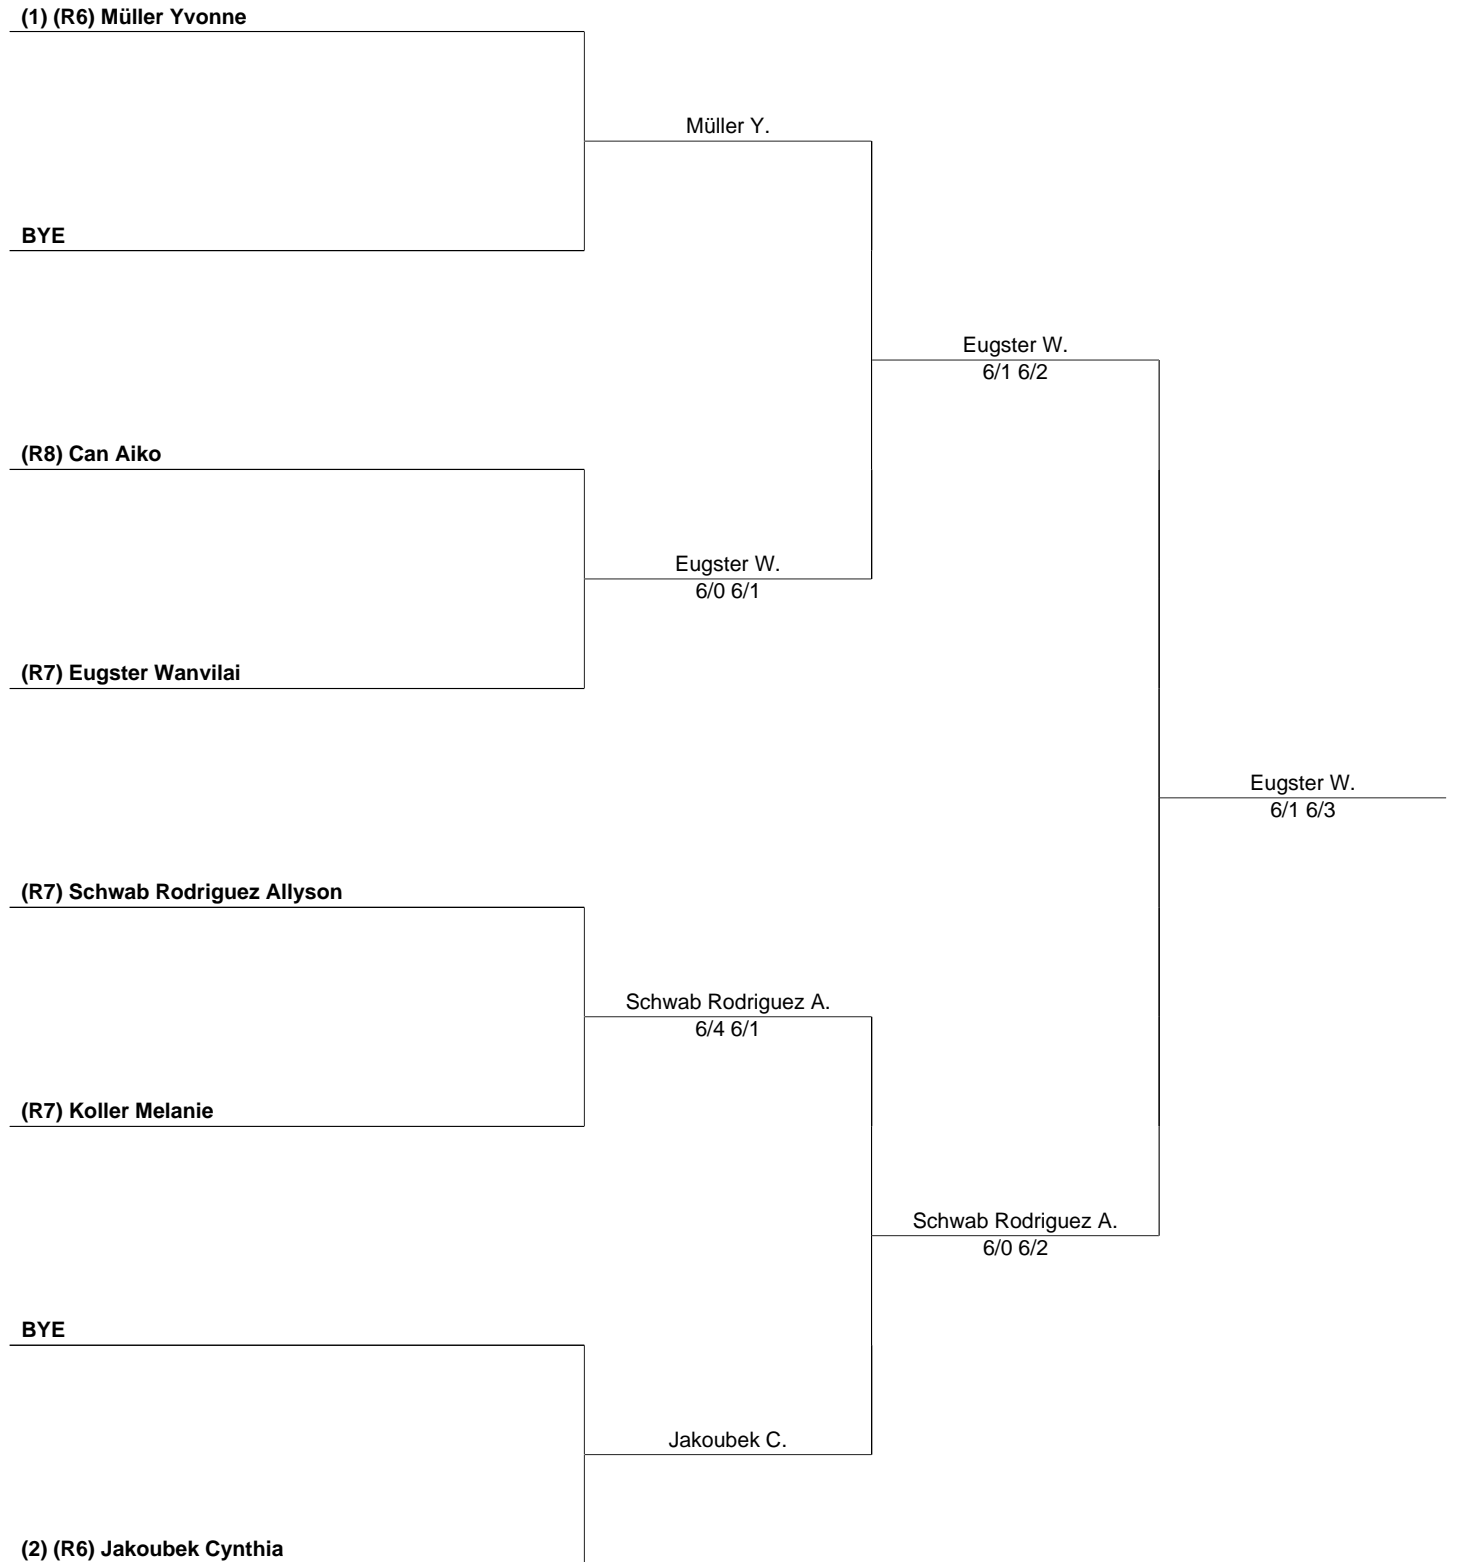 (1) (R6) Müller Yvonne
Müller Y.
BYE
Eugster W.
6/1 6/2
(R8) Can Aiko
Eugster W.
6/0 6/1
(R7) Eugster Wanvilai
Eugster W.
6/1 6/3
(R7) Schwab Rodriguez Allyson
Schwab Rodriguez A.
6/4 6/1
(R7) Koller Melanie
Schwab Rodriguez A.
6/0 6/2
BYE
Jakoubek C.
(2) (R6) Jakoubek Cynthia